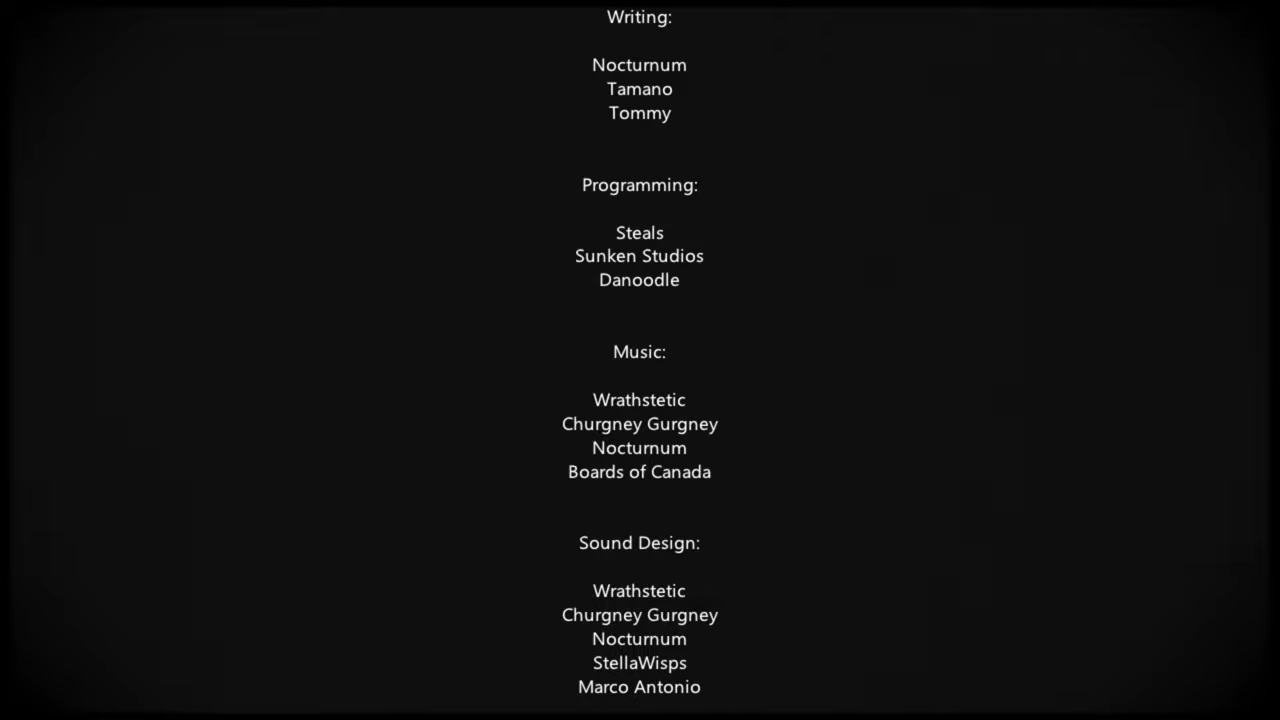 Writing:
Nocturnum
Tamano
Tommy
Programming:
Steals
Sunken Studios
Danoodle
Music:
Wrathstetic
Churgney Gurgney
Nocturnum
Boards of Canada
Sound Design:
Wrathstetic
Churgney Gurgney
Nocturnum
StellaWisps
Marco Antonio